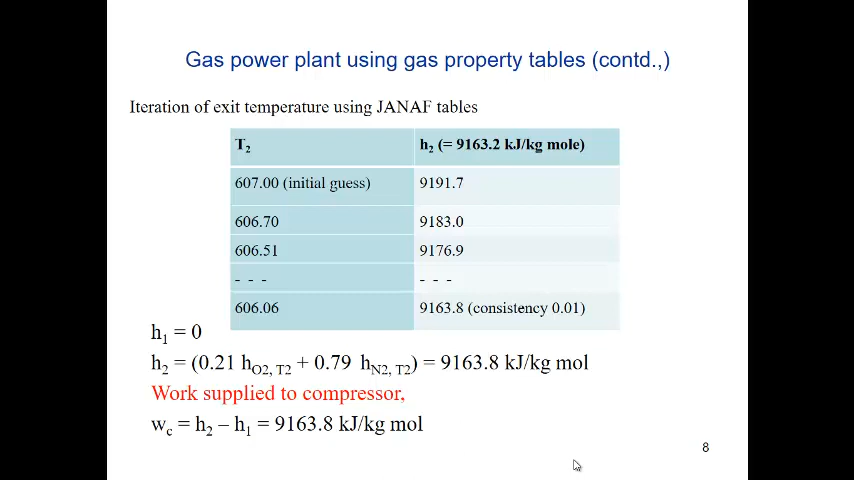 Gas power plant using gas property tables (contd.,)
Iteration of exit temperature using JANAF tables
T2 h2 (= 9163.2 kJ/kg mole)
607.00 (initial guess) 9191.7
606.70 9183.0
606.51 9176.9
- - - - - -
606.06 9163.8 (consistency 0.01)
h1 = 0
h2 = (0.21 hO2, T2 + 0.79 hN2, T2) = 9163.8 kJ/kg mol
Work supplied to compressor,
wc = h2 – h1 = 9163.8 kJ/kg mol
8